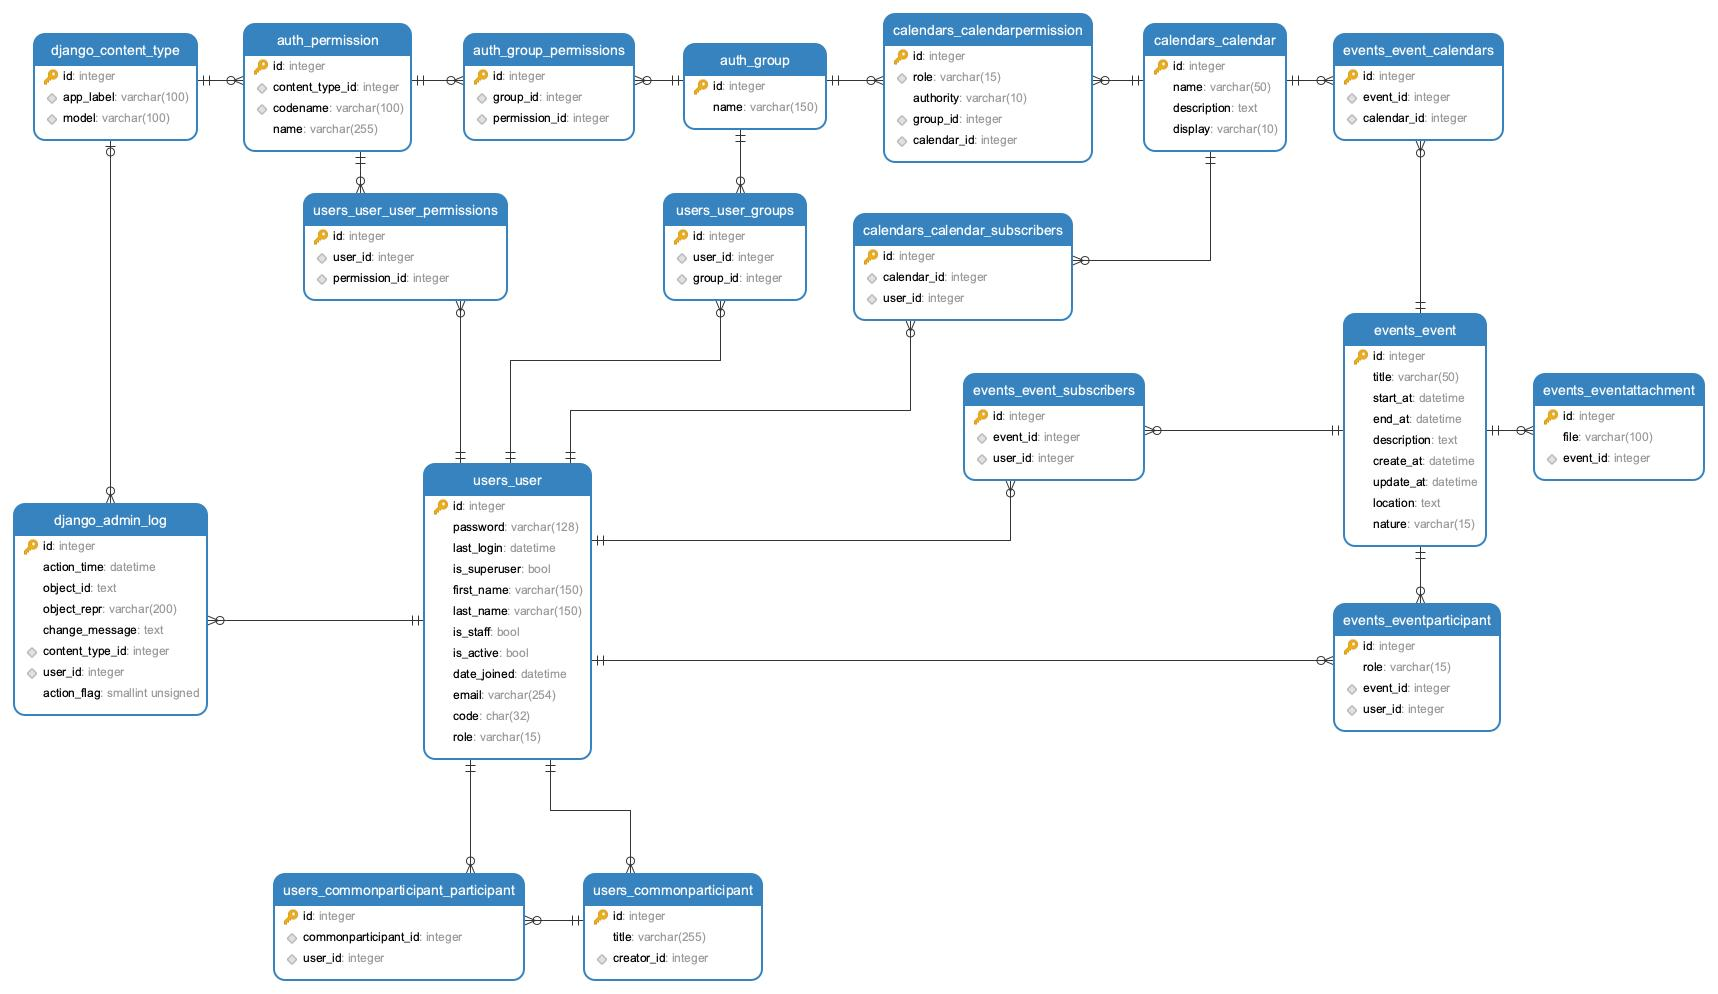 django_content_type
id: integer
app_label: varchar(100)
model: varchar(100)
auth_permission
id: integer
content_type_id: integer
codename: varchar(100)
name: varchar(255)
auth_group_permissions
id: integer
group_id: integer
permission_id: integer
auth_group
id: integer
name: varchar(150)
calendars_calendarpermission
id: integer
role: varchar(15)
authority: varchar(10)
group_id: integer
calendar_id: integer
calendars_calendar
id: integer
name: varchar(50)
description: text
display: varchar(10)
events_event_calendars
id: integer
event_id: integer
calendar_id: integer
users_user_user_permissions
id: integer
user_id: integer
permission_id: integer
users_user_groups
id: integer
user_id: integer
group_id: integer
calendars_calendar_subscribers
id: integer
calendar_id: integer
user_id: integer
events_event_subscribers
id: integer
event_id: integer
user_id: integer
events_event
id: integer
title: varchar(50)
start_at: datetime
end_at: datetime
description: text
create_at: datetime
update_at: datetime
location: text
nature: varchar(15)
events_eventattachment
id: integer
file: varchar(100)
event_id: integer
django_admin_log
id: integer
action_time: datetime
object_id: text
object_repr: varchar(200)
change_message: text
content_type_id: integer
user_id: integer
action_flag: smallint unsigned
users_user
id: integer
password: varchar(128)
last_login: datetime
is_superuser: bool
first_name: varchar(150)
last_name: varchar(150)
is_staff: bool
is_active: bool
date_joined: datetime
email: varchar(254)
code: char(32)
role: varchar(15)
events_eventparticipant
id: integer
role: varchar(15)
event_id: integer
user_id: integer
users_commonparticipant_participant
id: integer
commonparticipant_id: integer
user_id: integer
users_commonparticipant
id: integer
title: varchar(255)
creator_id: integer